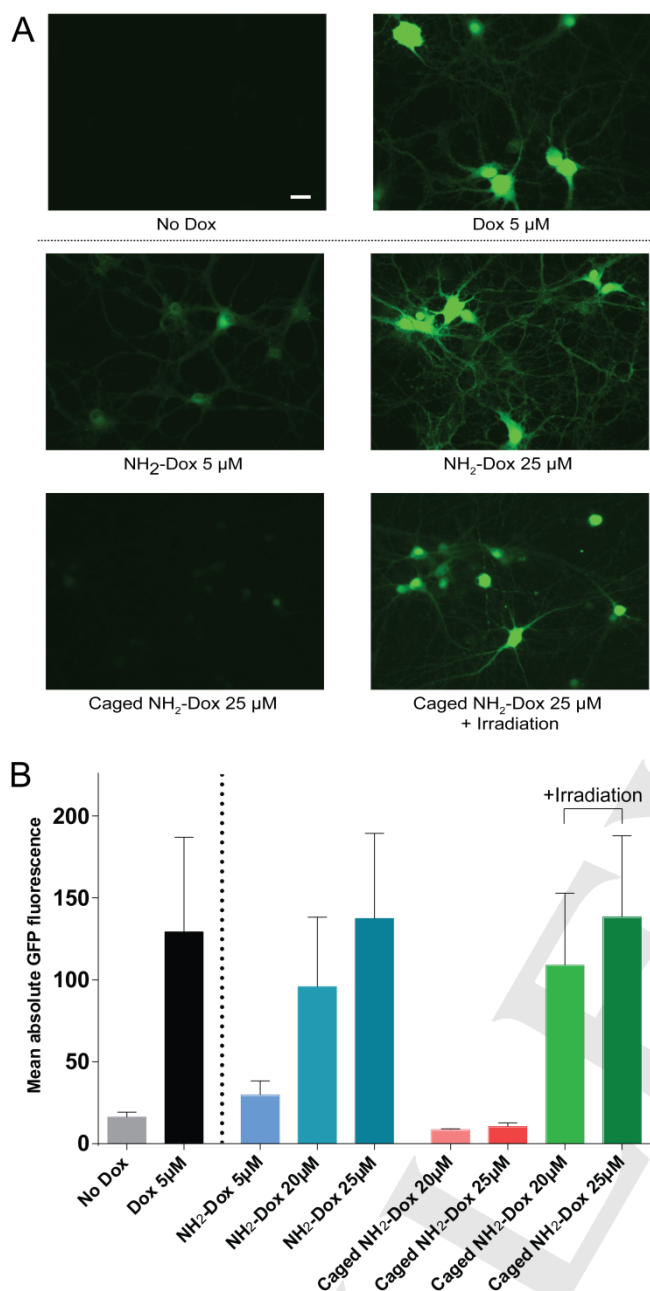 A
No Dox
Dox 5 µM
NH₂-Dox 5 µM
NH₂-Dox 25 µM
Caged NH₂-Dox 25 µM
Caged NH₂-Dox 25 µM
+ Irradiation
B
+Irradiation
Mean absolute GFP fluorescence
200
150
100
50
0
No Dox
Dox 5µM
NH₂-Dox 5µM
NH₂-Dox 20µM
NH₂-Dox 25µM
Caged NH₂-Dox 20µM
Caged NH₂-Dox 25µM
Caged NH₂-Dox 20µM
Caged NH₂-Dox 25µM